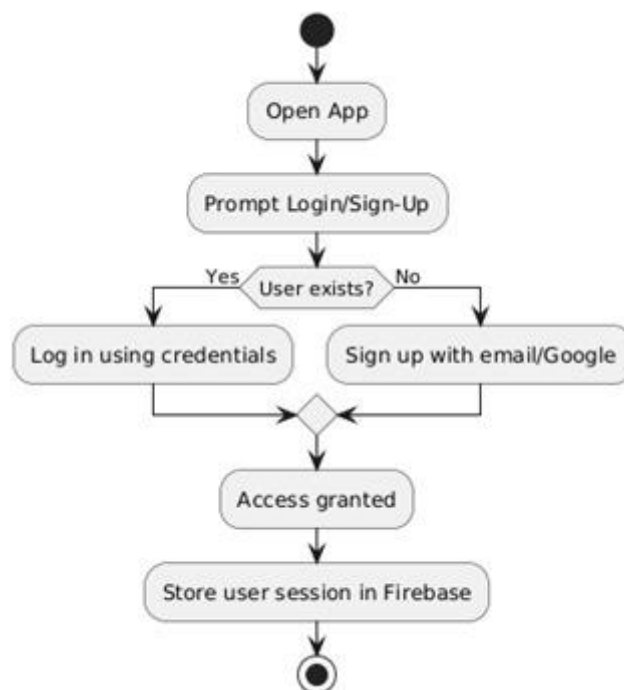 Open App
Prompt Login/Sign-Up
Yes
User exists?
No
Log in using credentials
Sign up with email/Google
Access granted
Store user session in Firebase